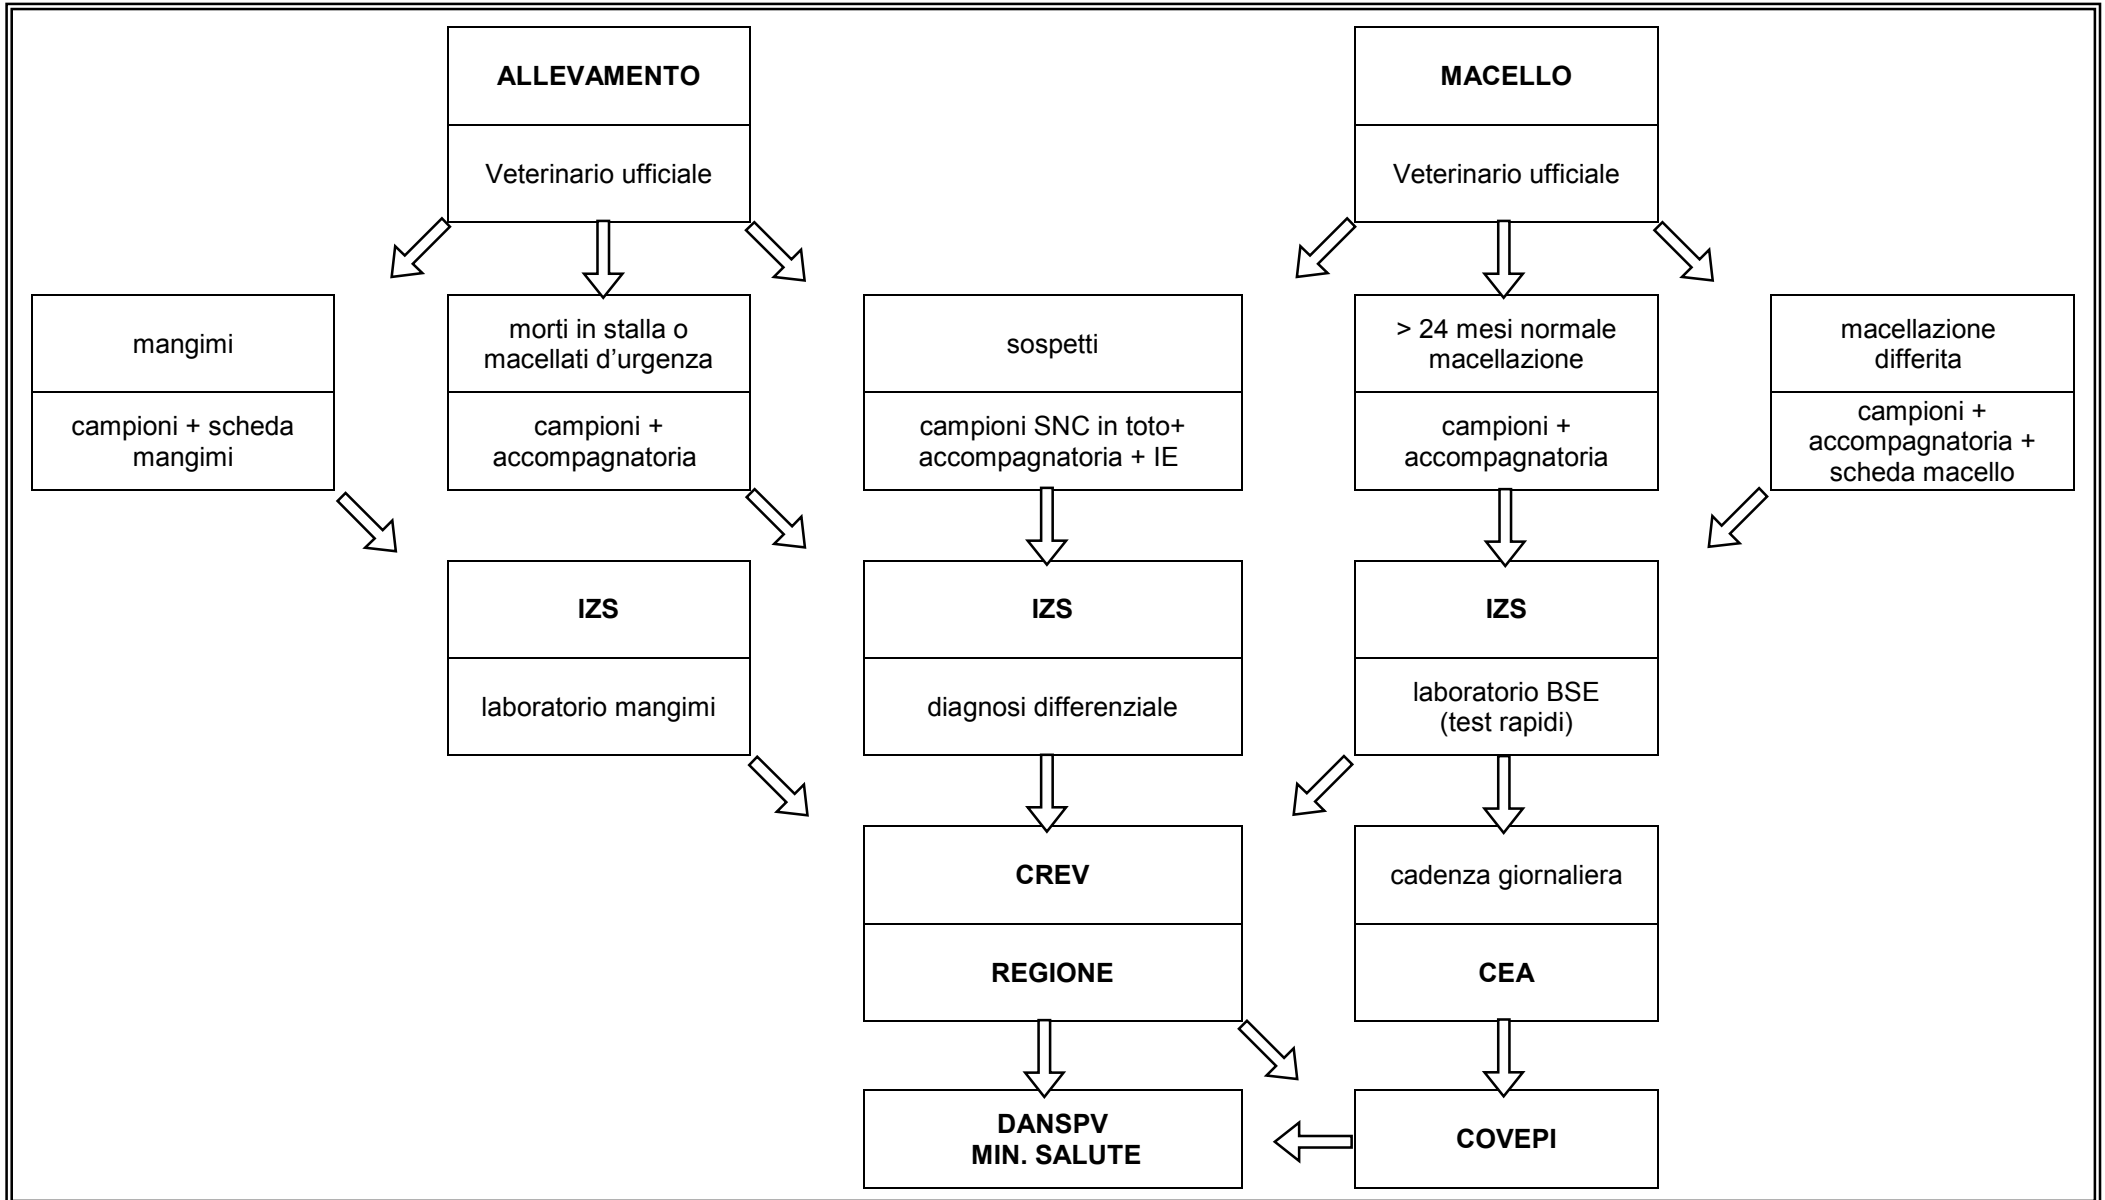 ALLEVAMENTO
Veterinario ufficiale
MACELLO
Veterinario ufficiale
mangimi
campioni + scheda
mangimi
morti in stalla o
macellati d'urgenza
campioni +
accompagnatoria
sospetti
campioni SNC in toto+
accompagnatoria + IE
> 24 mesi normale
macellazione
campioni +
accompagnatoria
macellazione
differita
campioni +
accompagnatoria +
scheda macello
IZS
laboratorio mangimi
IZS
diagnosi differenziale
IZS
laboratorio BSE
(test rapidi)
CREV
REGIONE
cadenza giornaliera
CEA
DANSPV
MIN. SALUTE
COVEPI